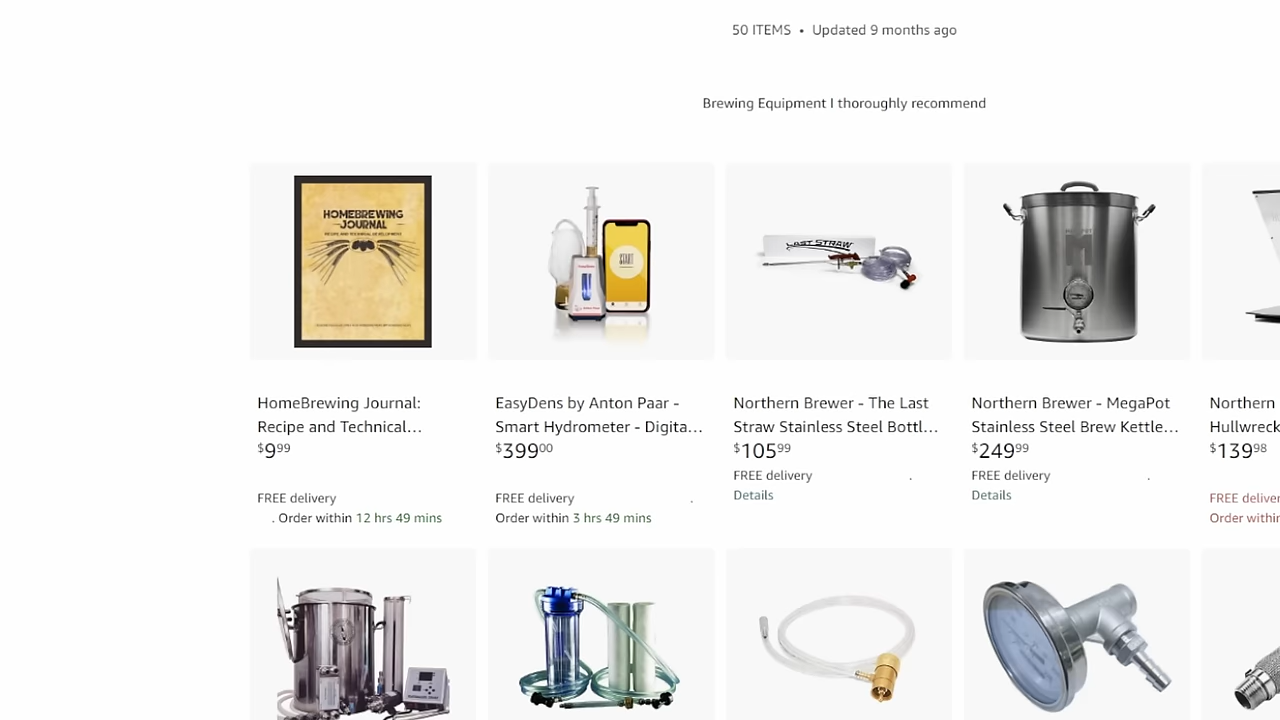 50 ITEMS • Updated 9 months ago
Brewing Equipment I thoroughly recommend
HOMEBREWING
JOURNAL
START
LAST STRAW
HomeBrewing Journal:
Recipe and Technical…
$9.99
FREE delivery
. Order within 12 hrs 49 mins
EasyDens by Anton Paar -
Smart Hydrometer - Digita…
$399.00
FREE delivery .
Order within 3 hrs 49 mins
Northern Brewer - The Last
Straw Stainless Steel Bottl…
$105.99
FREE delivery .
Details
Northern Brewer - MegaPot
Stainless Steel Brew Kettle…
$249.99
FREE delivery .
Details
Northern
Hullwreck
$139.98
FREE deliver
Order within